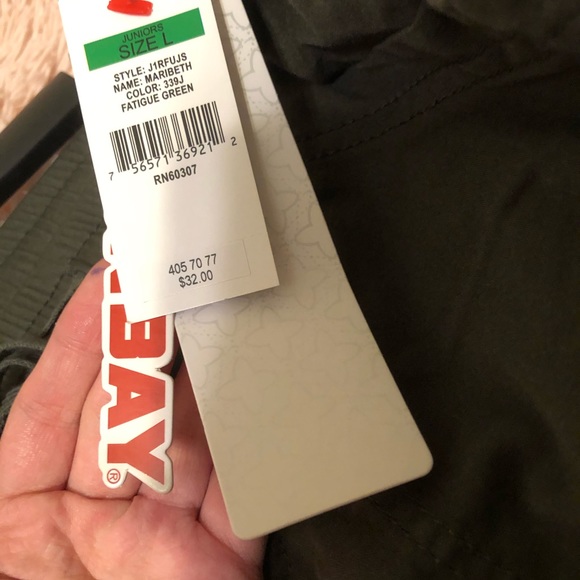 JUNIORS
SIZE L
STYLE: J1RFUJS
NAME: MARIBETH
COLOR: 339J
FATIGUE GREEN
7 56571 36921 2
RN60307
405 70 77
$32.00
BAY®